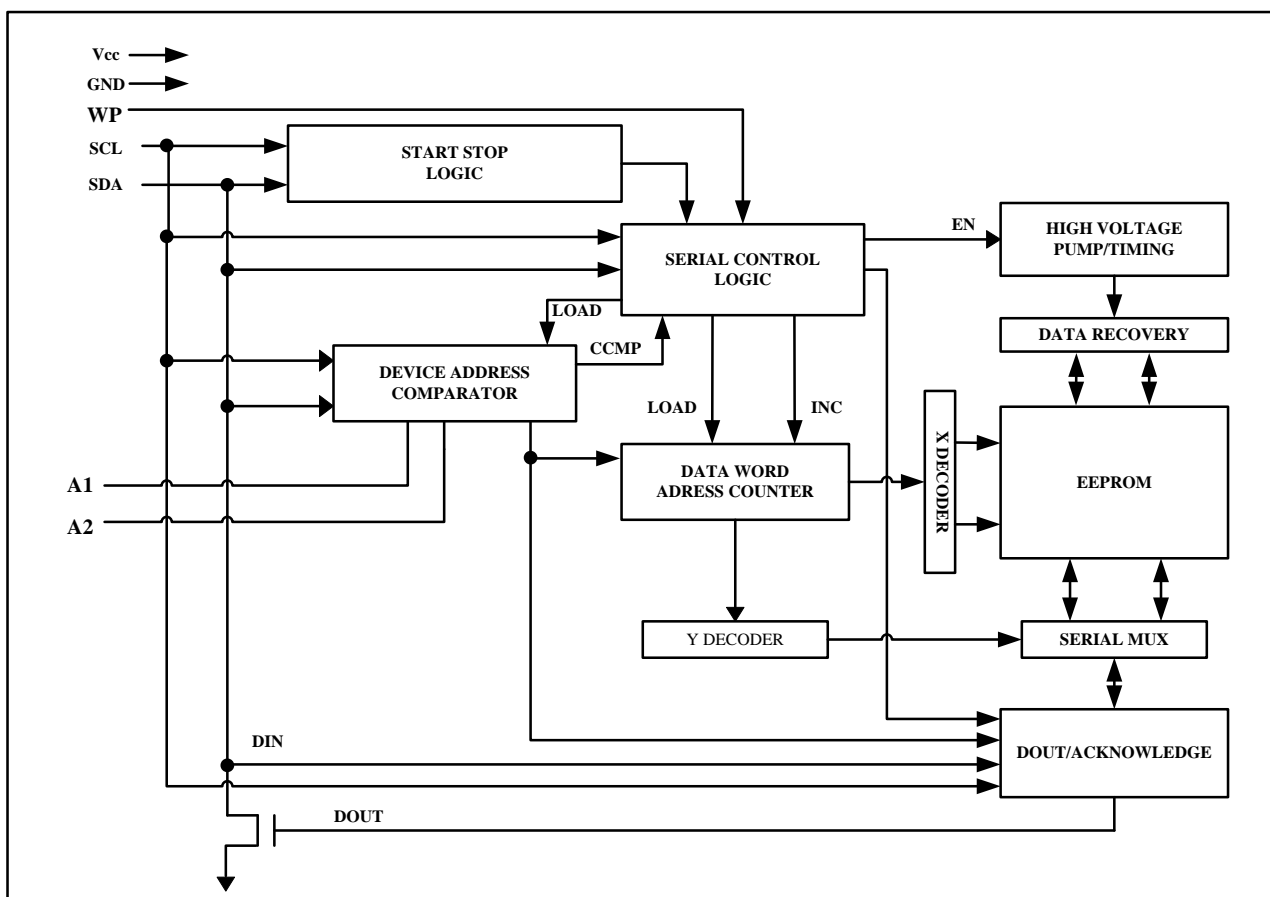 Vcc
GND
WP
SCL
SDA
START STOP
LOGIC
SERIAL CONTROL
LOGIC
EN
HIGH VOLTAGE
PUMP/TIMING
LOAD
CCMP
DATA RECOVERY
DEVICE ADDRESS
COMPARATOR
LOAD
INC
X DECODER
EEPROM
DATA WORD
ADRESS COUNTER
A1
A2
Y DECODER
SERIAL MUX
DIN
DOUT/ACKNOWLEDGE
DOUT